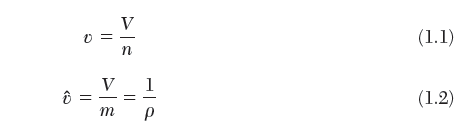 v = V/n (1.1)
v̂ = V/m = 1/ρ (1.2)